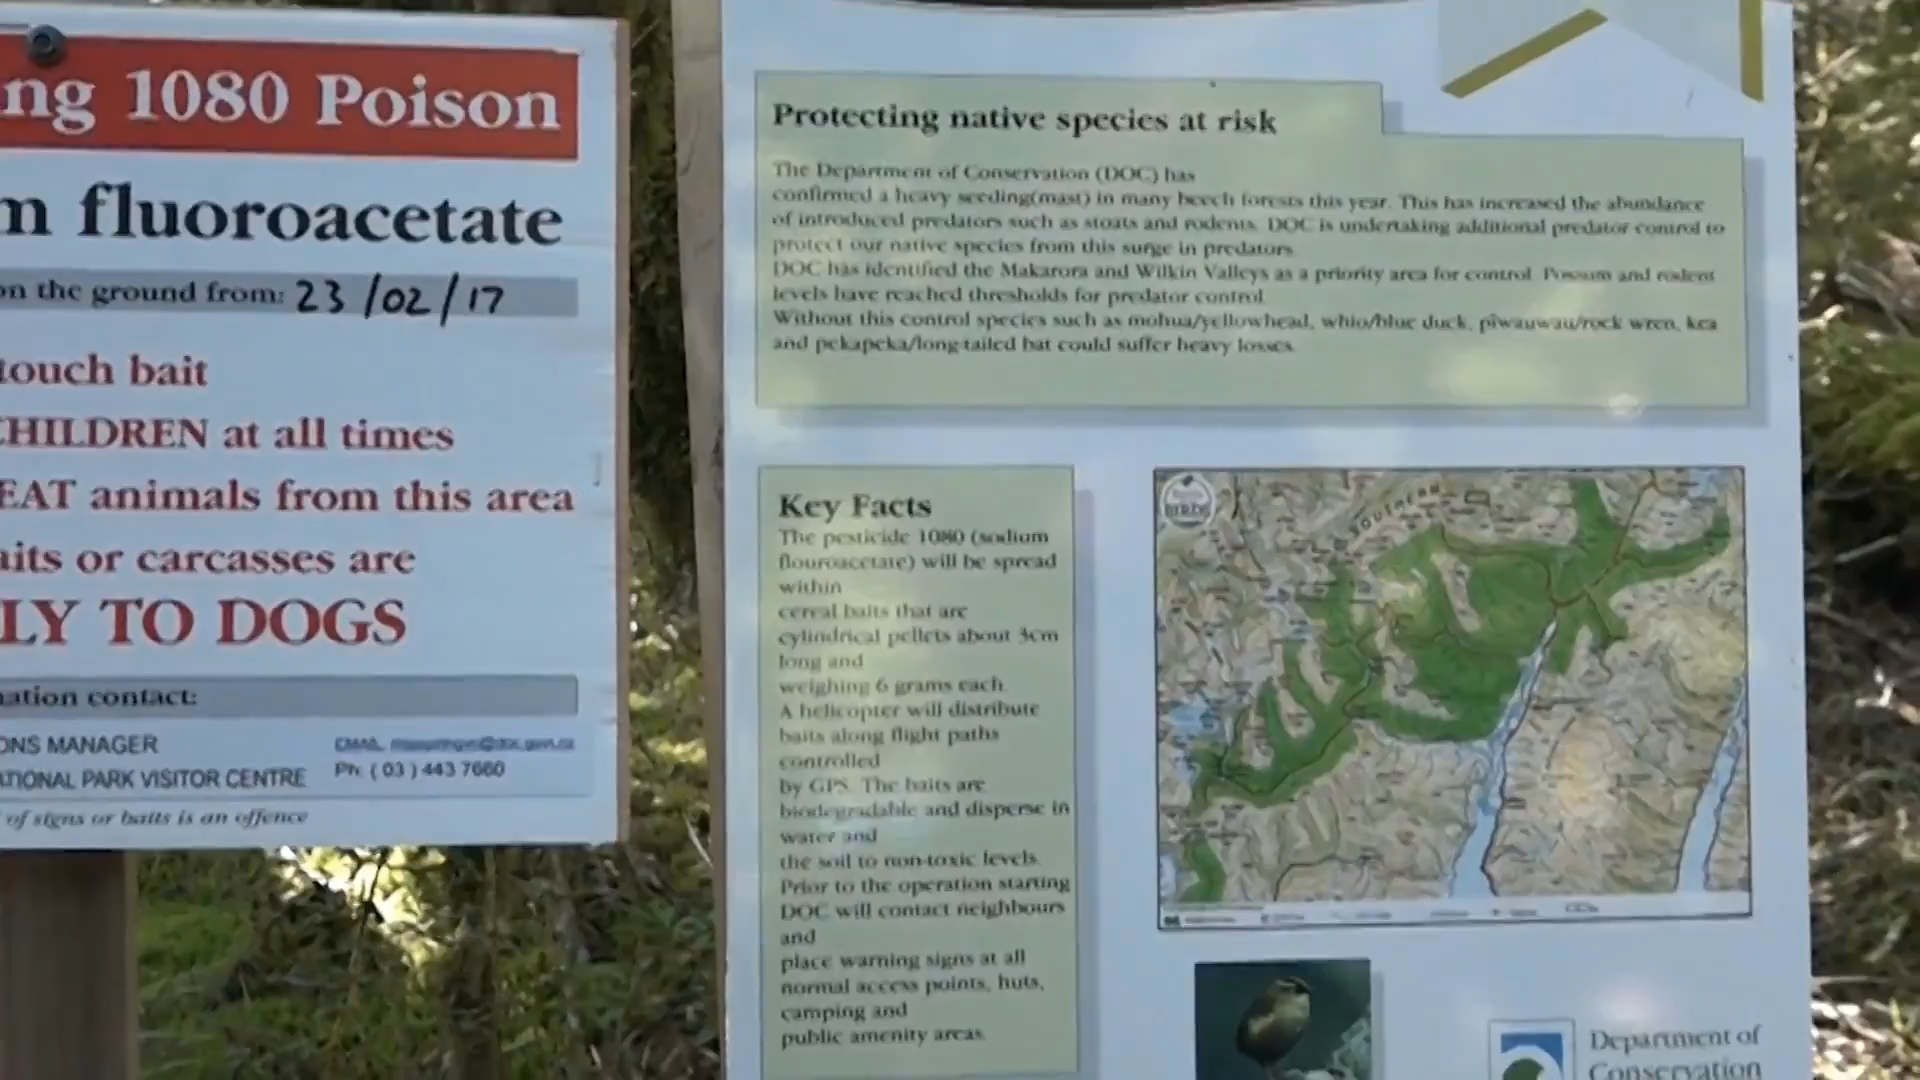 ng 1080 Poison
m fluoroacetate
on the ground from: 23/02/17
touch bait
CHILDREN at all times
EAT animals from this area
aits or carcasses are
LY TO DOGS
nation contact:
ONS MANAGER
ATIONAL PARK VISITOR CENTRE
EMAIL
Ph: ( 03 ) 443 7660
of signs or baits is an offence
Protecting native species at risk
The Department of Conservation (DOC) has
confirmed a heavy seeding(mast) in many beech forests this year. This has increased the abundance
of introduced predators such as stoats and rodents. DOC is undertaking additional predator control to
protect our native species from this surge in predators.
DOC has identified the Makarora and Wilkin Valleys as a priority area for control. Possum and rodent
levels have reached thresholds for predator control.
Without this control species such as mohua/yellowhead, whio/blue duck, pīwauwau/rock wren, kea
and pekapeka/long-tailed bat could suffer heavy losses.
Key Facts
The pesticide 1080 (sodium
flouroacetate) will be spread
within
cereal baits that are
cylindrical pellets about 3cm
long and
weighing 6 grams each.
A helicopter will distribute
baits along flight paths
controlled
by GPS. The baits are
biodegradable and disperse in
water and
the soil to non-toxic levels.
Prior to the operation starting
DOC will contact neighbours
and
place warning signs at all
normal access points, huts,
camping and
public amenity areas.
BIRDS
SOUTHERN
Department of
Conservation